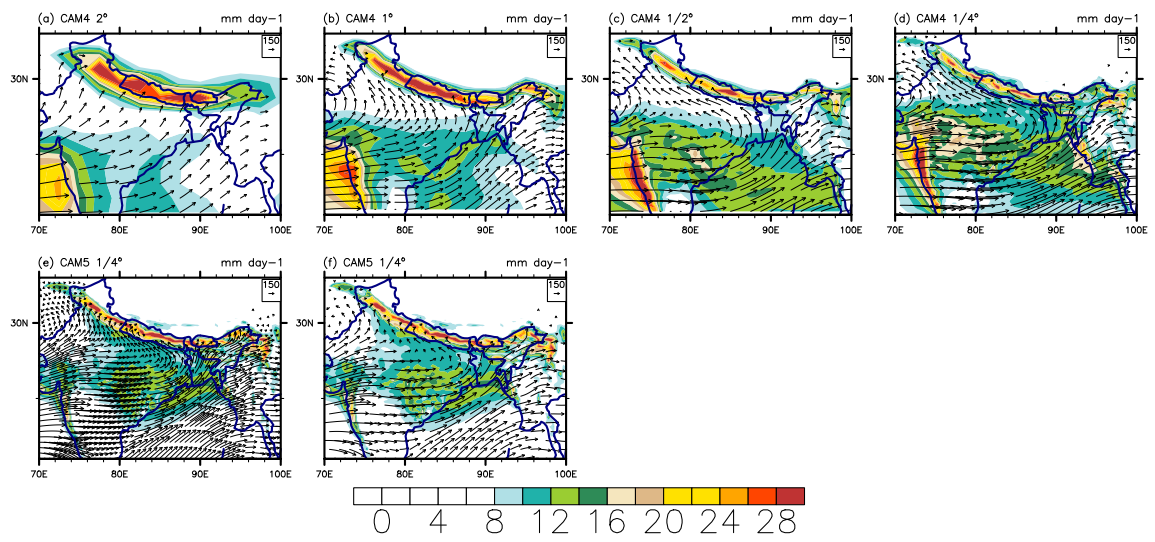 (a) CAM4 2° mm day-1
(b) CAM4 1° mm day-1
(c) CAM4 1/2° mm day-1
(d) CAM4 1/4° mm day-1
150
150
150
150
30N
30N
30N
30N
70E 80E 90E 100E
70E 80E 90E 100E
70E 80E 90E 100E
70E 80E 90E 100E
(e) CAM5 1/4° mm day-1
(f) CAM5 1/4° mm day-1
150
150
30N
30N
70E 80E 90E 100E
70E 80E 90E 100E
0 4 8 12 16 20 24 28